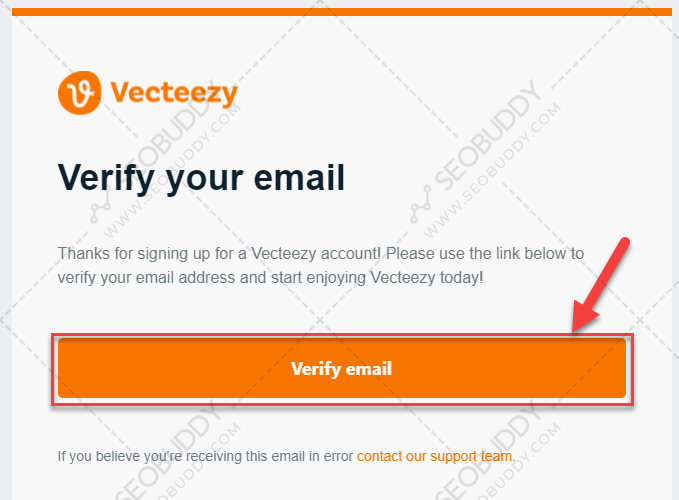 Vecteezy
SEOBUDDY
WWW.SEOBUDDY.COM
SEOBUDDY
WWW.SEOBUDDY.COM
Verify your email
Thanks for signing up for a Vecteezy account! Please use the link below to
verify your email address and start enjoying Vecteezy today!
Verify email
SEOBUDDY
SEOBUDDY.COM
SEOBUDDY
SEOBUDDY.COM
If you believe you're receiving this email in error contact our support team.